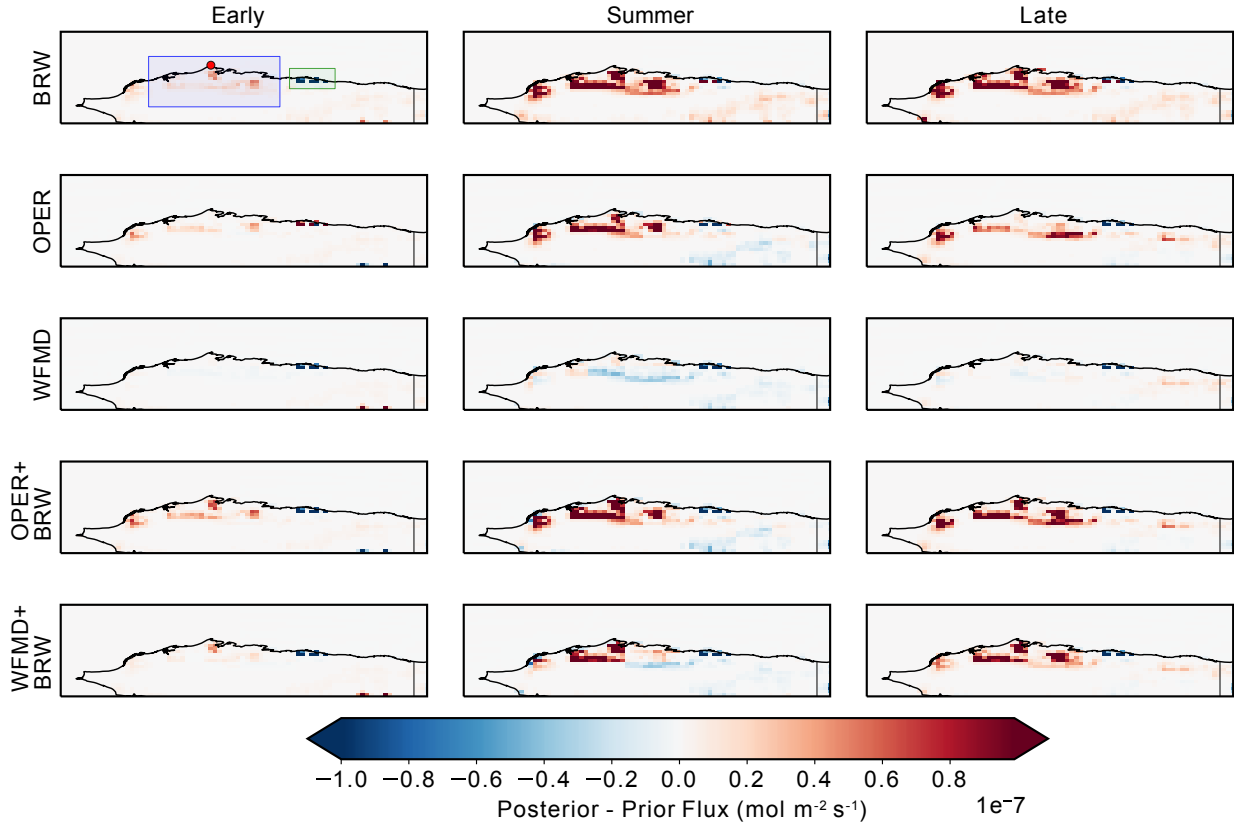 Early Summer Late
BRW
OPER
WFMD
OPER+
BRW
WFMD+
BRW
−1.0 −0.8 −0.6 −0.4 −0.2 0.0 0.2 0.4 0.6 0.8
1e−7
Posterior - Prior Flux (mol m⁻² s⁻¹)